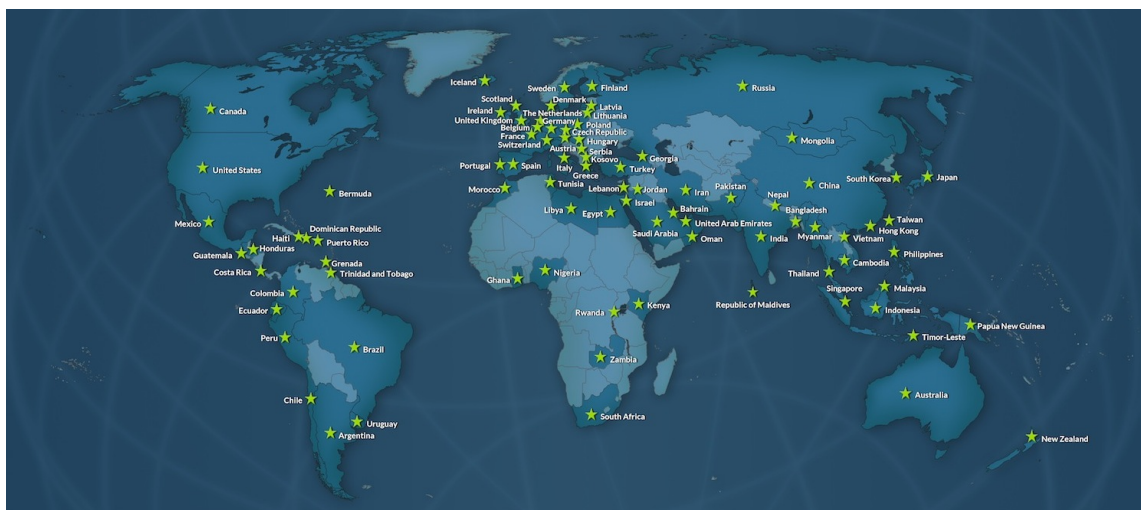 Iceland
Sweden
Finland
Russia
Canada
Scotland
Denmark
Latvia
Ireland
The Netherlands
Lithuania
United Kingdom
Germany
Poland
Belgium
Czech Republic
France
Hungary
Switzerland
Austria
Serbia
Mongolia
Italy
Kosovo
Georgia
United States
Portugal
Spain
Greece
Turkey
South Korea
Japan
Bermuda
Morocco
Tunisia
Lebanon
Jordan
Iran
Pakistan
China
Israel
Nepal
Mexico
Libya
Egypt
Bahrain
Bangladesh
Taiwan
Haiti
Dominican Republic
Saudi Arabia
United Arab Emirates
Hong Kong
Puerto Rico
Oman
India
Myanmar
Vietnam
Honduras
Guatemala
Philippines
Grenada
Cambodia
Costa Rica
Trinidad and Tobago
Ghana
Nigeria
Thailand
Colombia
Singapore
Malaysia
Ecuador
Rwanda
Kenya
Republic of Maldives
Indonesia
Peru
Papua New Guinea
Timor-Leste
Brazil
Zambia
Chile
Australia
Uruguay
South Africa
Argentina
New Zealand